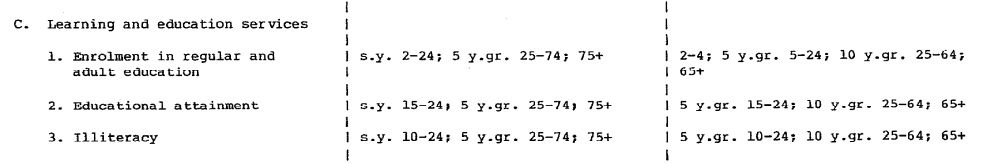 C. Learning and education services
1. Enrolment in regular and s.y. 2-24; 5 y.gr. 25-74; 75+ 2-4; 5 y.gr. 5-24; 10 y.gr. 25-64;
adult education 65+
2. Educational attainment s.y. 15-24; 5 y.gr. 25-74; 75+ 5 y.gr. 15-24; 10 y.gr. 25-64; 65+
3. Illiteracy s.y. 10-24; 5 y.gr. 25-74; 75+ 5 y.gr. 10-24; 10 y.gr. 25-64; 65+